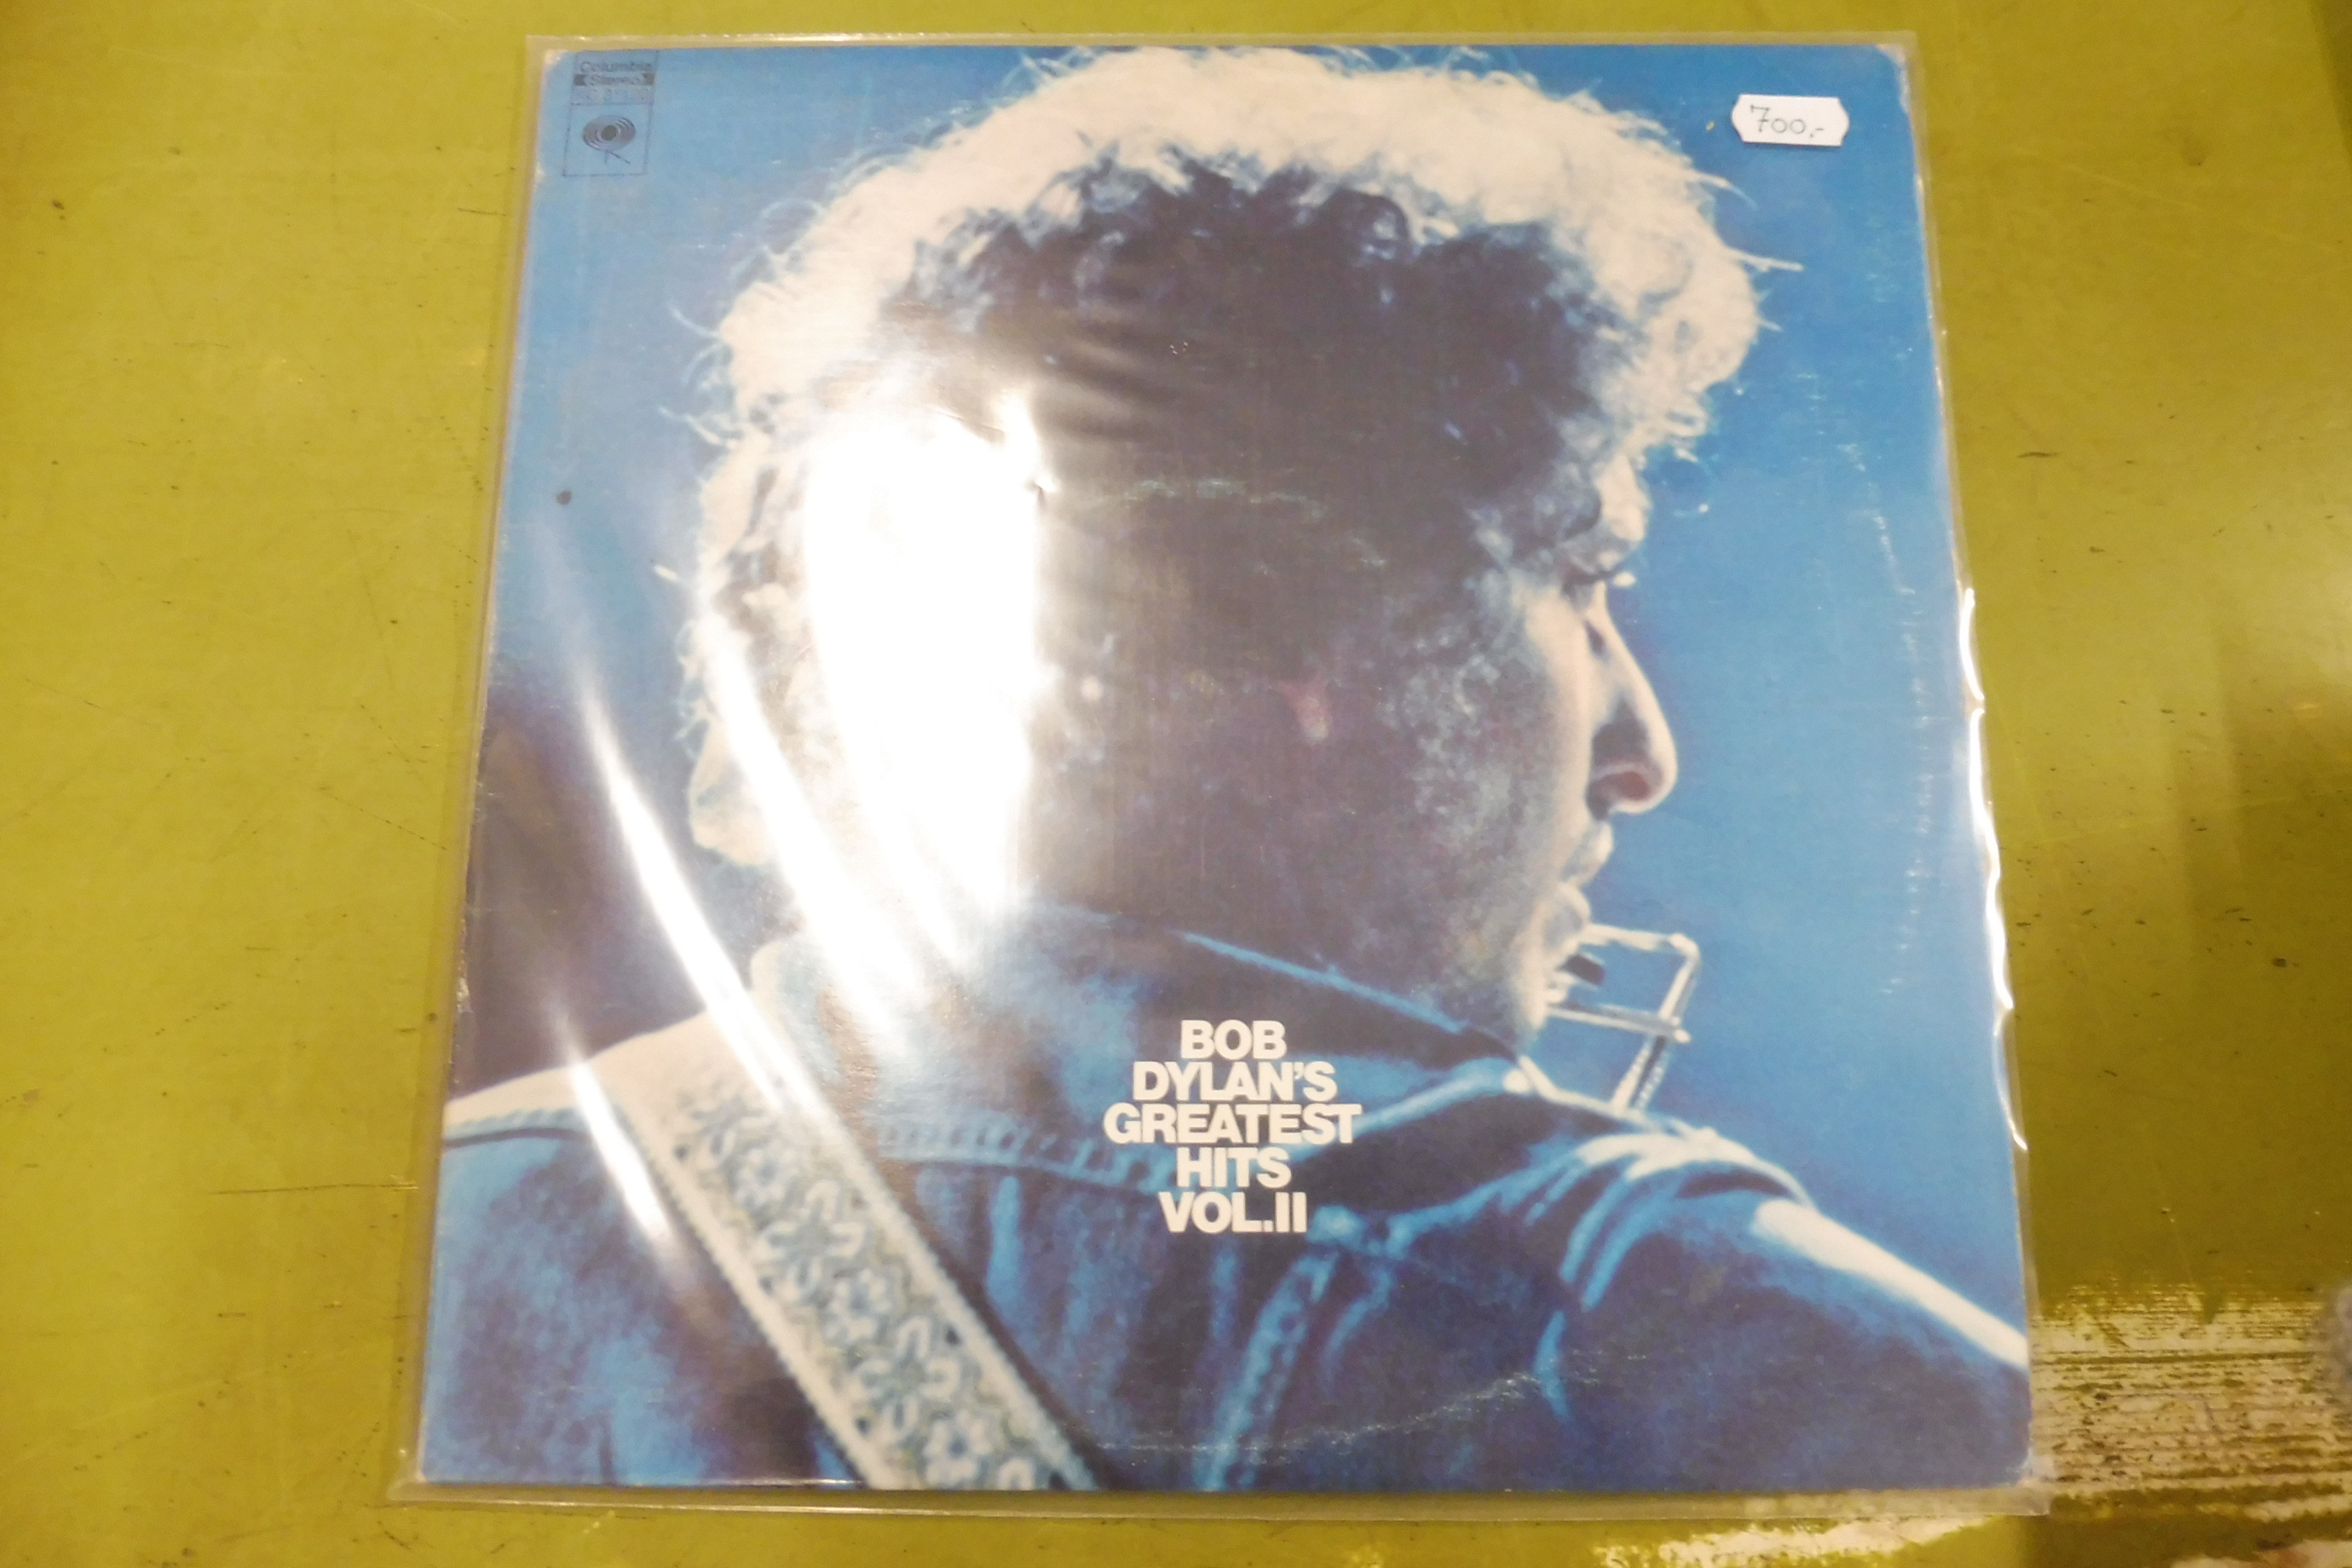 Columbia
Stereo
700,-
BOB
DYLAN'S
GREATEST
HITS
VOL.II